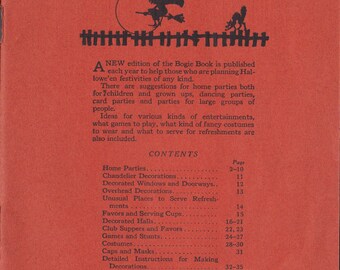 A NEW edition of the Bogie Book is published
each year to help those who are planning Hal-
lowe'en festivities of any kind.
There are suggestions for home parties both
for children and grown ups, dancing parties,
card parties and parties for large groups of
people.
Ideas for various kinds of entertainments,
what games to play, what kind of fancy costumes
to wear and what to serve for refreshments are
also included.
CONTENTS
Page
Home Parties
Chandelier Decorations 11
Decorated Windows and Doorways
Overhead Decorations 13
Unusual Places to Serve Refresh-
ments 14
Favors and Serving Cups
Decorated Halls
Club Suppers and Favors
Games and Stunts
Costumes
Caps and Masks 31
Detailed Instructions for Making
Decorations